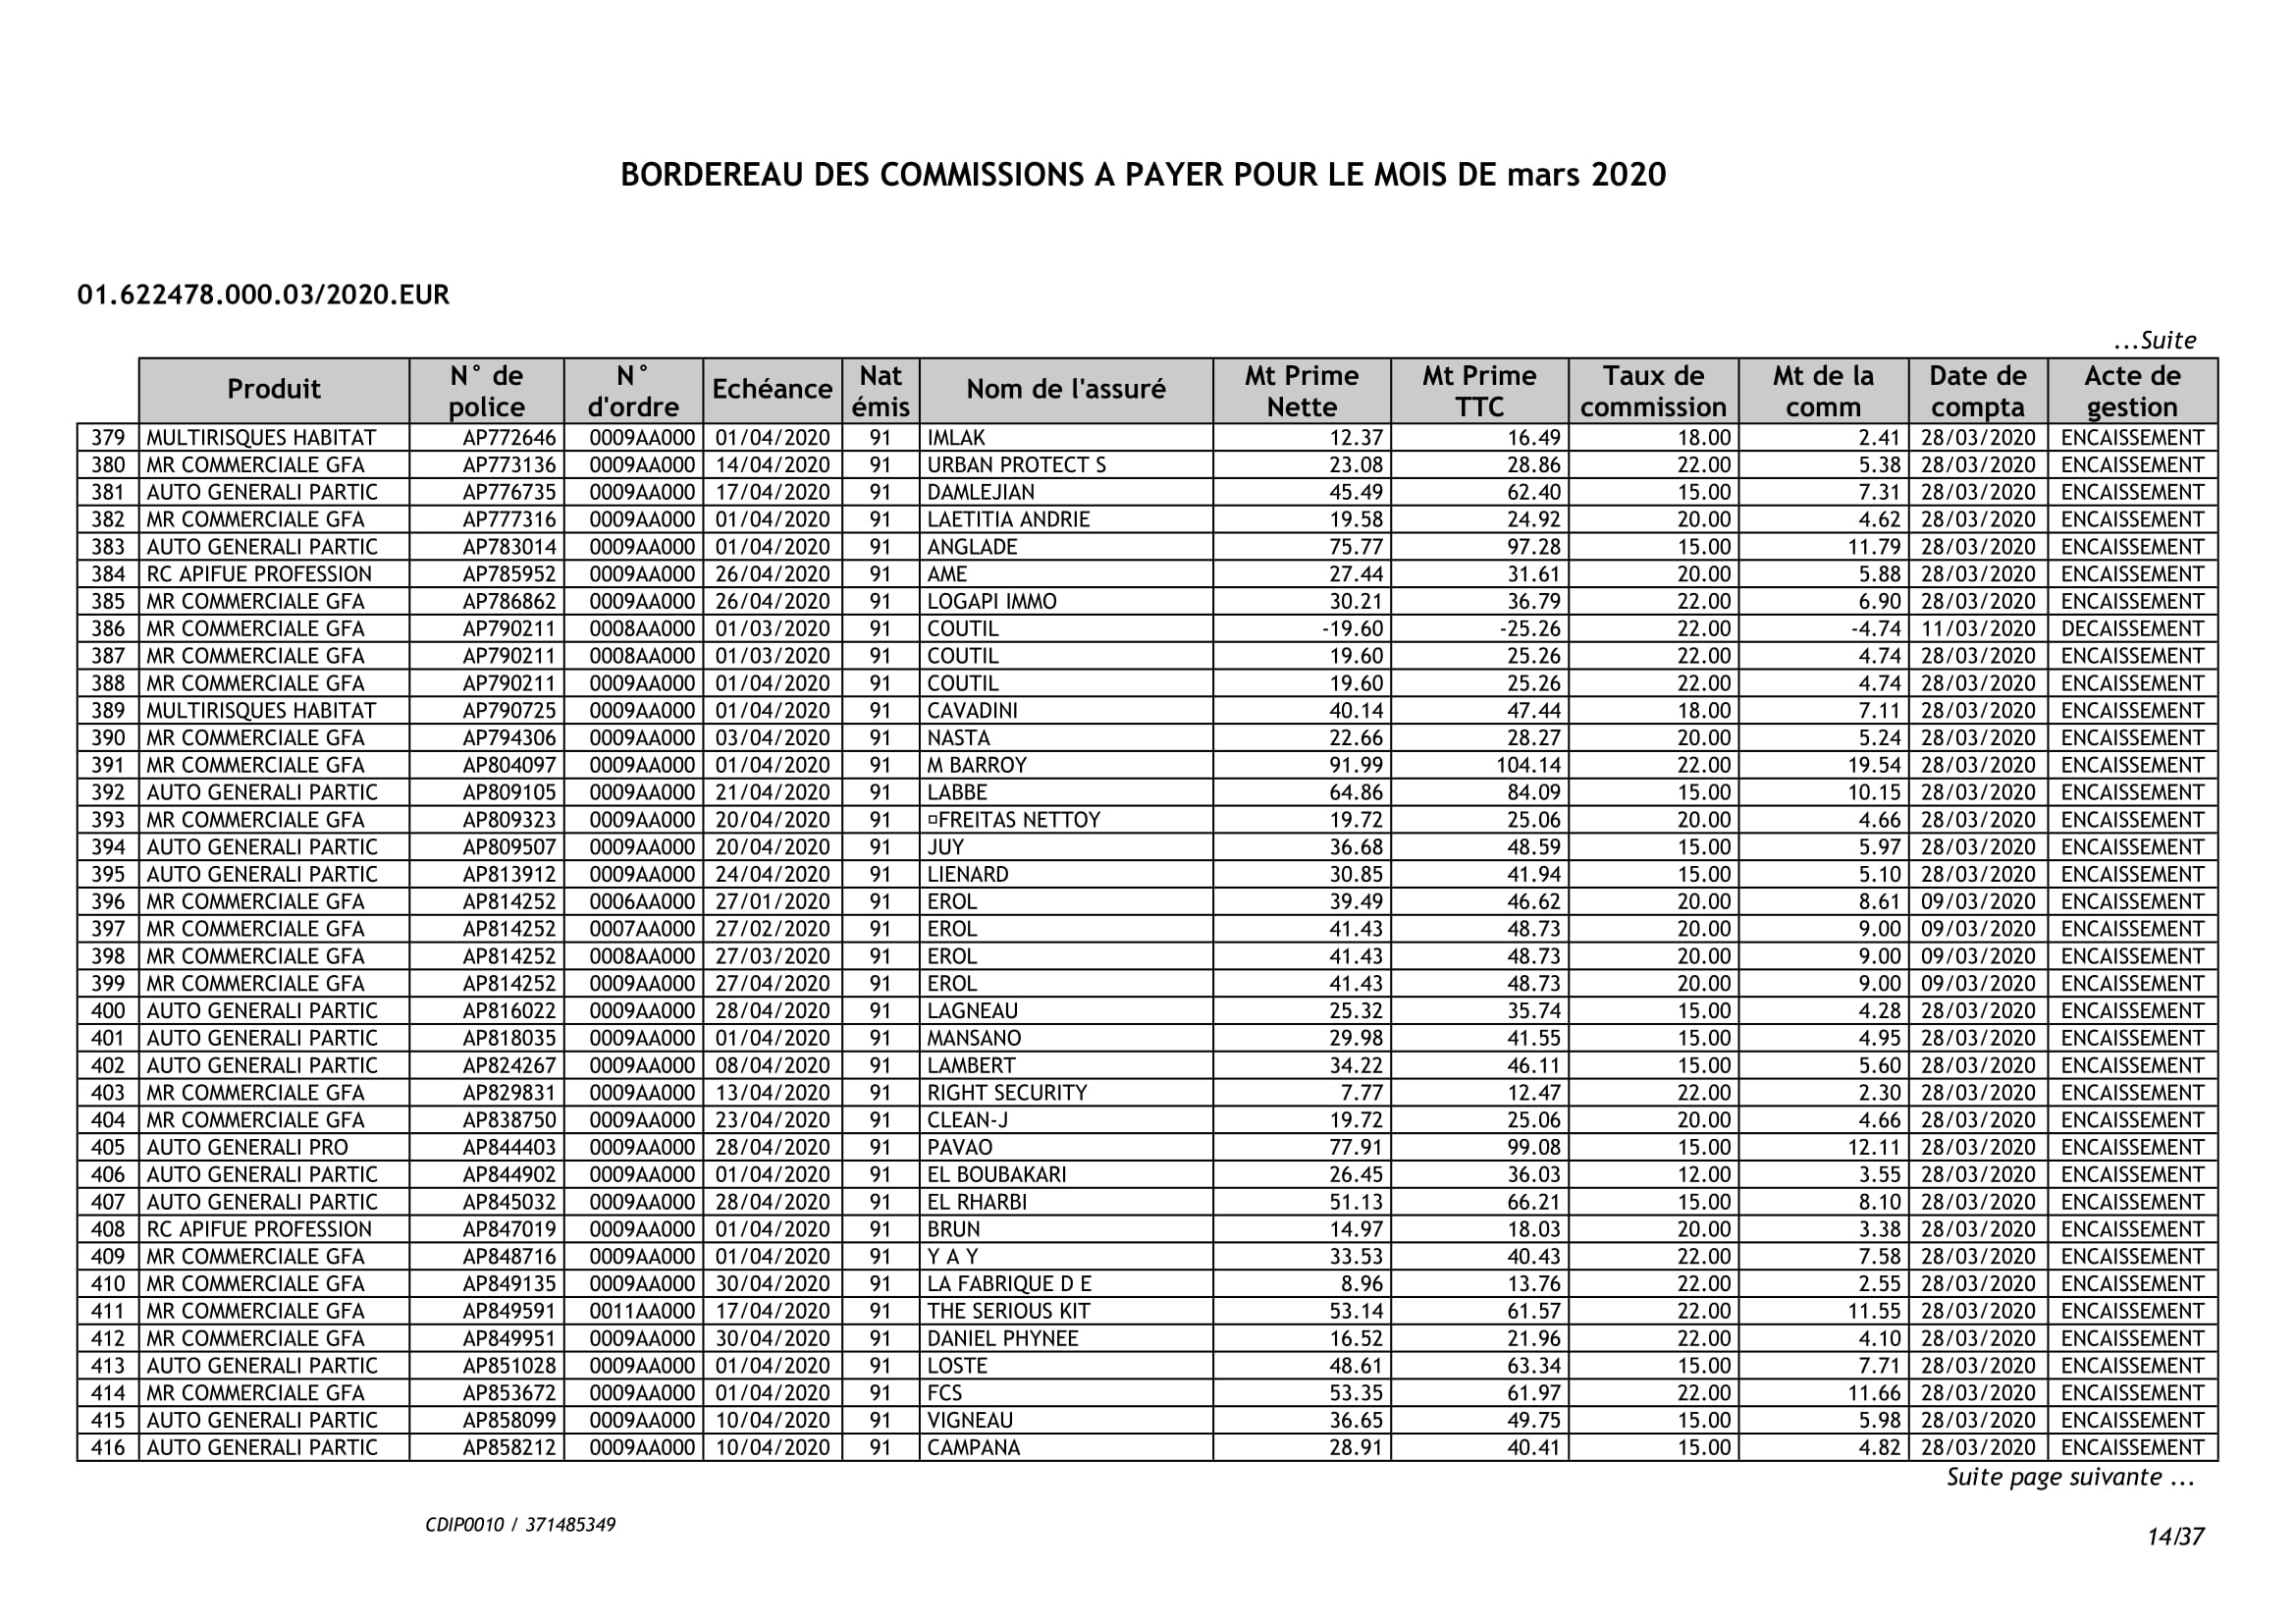 BORDEREAU DES COMMISSIONS A PAYER POUR LE MOIS DE mars 2020
01.622478.000.03/2020.EUR
...Suite
Produit N° de police N° d'ordre Echéance Nat émis Nom de l'assuré Mt Prime Nette Mt Prime TTC Taux de commission Mt de la comm Date de compta Acte de gestion
379 MULTIRISQUES HABITAT AP772646 0009AA000 01/04/2020 91 IMLAK 12.37 16.49 18.00 2.41 28/03/2020 ENCAISSEMENT
380 MR COMMERCIALE GFA AP773136 0009AA000 14/04/2020 91 URBAN PROTECT S 23.08 28.86 22.00 5.38 28/03/2020 ENCAISSEMENT
381 AUTO GENERALI PARTIC AP776735 0009AA000 17/04/2020 91 DAMLEJIAN 45.49 62.40 15.00 7.31 28/03/2020 ENCAISSEMENT
382 MR COMMERCIALE GFA AP777316 0009AA000 01/04/2020 91 LAETITIA ANDRIE 19.58 24.92 20.00 4.62 28/03/2020 ENCAISSEMENT
383 AUTO GENERALI PARTIC AP783014 0009AA000 01/04/2020 91 ANGLADE 75.77 97.28 15.00 11.79 28/03/2020 ENCAISSEMENT
384 RC APIFUE PROFESSION AP785952 0009AA000 26/04/2020 91 AME 27.44 31.61 20.00 5.88 28/03/2020 ENCAISSEMENT
385 MR COMMERCIALE GFA AP786862 0009AA000 26/04/2020 91 LOGAPI IMMO 30.21 36.79 22.00 6.90 28/03/2020 ENCAISSEMENT
386 MR COMMERCIALE GFA AP790211 0008AA000 01/03/2020 91 COUTIL -19.60 -25.26 22.00 -4.74 11/03/2020 DECAISSEMENT
387 MR COMMERCIALE GFA AP790211 0008AA000 01/03/2020 91 COUTIL 19.60 25.26 22.00 4.74 28/03/2020 ENCAISSEMENT
388 MR COMMERCIALE GFA AP790211 0009AA000 01/04/2020 91 COUTIL 19.60 25.26 22.00 4.74 28/03/2020 ENCAISSEMENT
389 MULTIRISQUES HABITAT AP790725 0009AA000 01/04/2020 91 CAVADINI 40.14 47.44 18.00 7.11 28/03/2020 ENCAISSEMENT
390 MR COMMERCIALE GFA AP794306 0009AA000 03/04/2020 91 NASTA 22.66 28.27 20.00 5.24 28/03/2020 ENCAISSEMENT
391 MR COMMERCIALE GFA AP804097 0009AA000 01/04/2020 91 M BARROY 91.99 104.14 22.00 19.54 28/03/2020 ENCAISSEMENT
392 AUTO GENERALI PARTIC AP809105 0009AA000 21/04/2020 91 LABBE 64.86 84.09 15.00 10.15 28/03/2020 ENCAISSEMENT
393 MR COMMERCIALE GFA AP809323 0009AA000 20/04/2020 91 ▯FREITAS NETTOY 19.72 25.06 20.00 4.66 28/03/2020 ENCAISSEMENT
394 AUTO GENERALI PARTIC AP809507 0009AA000 20/04/2020 91 JUY 36.68 48.59 15.00 5.97 28/03/2020 ENCAISSEMENT
395 AUTO GENERALI PARTIC AP813912 0009AA000 24/04/2020 91 LIENARD 30.85 41.94 15.00 5.10 28/03/2020 ENCAISSEMENT
396 MR COMMERCIALE GFA AP814252 0006AA000 27/01/2020 91 EROL 39.49 46.62 20.00 8.61 09/03/2020 ENCAISSEMENT
397 MR COMMERCIALE GFA AP814252 0007AA000 27/02/2020 91 EROL 41.43 48.73 20.00 9.00 09/03/2020 ENCAISSEMENT
398 MR COMMERCIALE GFA AP814252 0008AA000 27/03/2020 91 EROL 41.43 48.73 20.00 9.00 09/03/2020 ENCAISSEMENT
399 MR COMMERCIALE GFA AP814252 0009AA000 27/04/2020 91 EROL 41.43 48.73 20.00 9.00 09/03/2020 ENCAISSEMENT
400 AUTO GENERALI PARTIC AP816022 0009AA000 28/04/2020 91 LAGNEAU 25.32 35.74 15.00 4.28 28/03/2020 ENCAISSEMENT
401 AUTO GENERALI PARTIC AP818035 0009AA000 01/04/2020 91 MANSANO 29.98 41.55 15.00 4.95 28/03/2020 ENCAISSEMENT
402 AUTO GENERALI PARTIC AP824267 0009AA000 08/04/2020 91 LAMBERT 34.22 46.11 15.00 5.60 28/03/2020 ENCAISSEMENT
403 MR COMMERCIALE GFA AP829831 0009AA000 13/04/2020 91 RIGHT SECURITY 7.77 12.47 22.00 2.30 28/03/2020 ENCAISSEMENT
404 MR COMMERCIALE GFA AP838750 0009AA000 23/04/2020 91 CLEAN-J 19.72 25.06 20.00 4.66 28/03/2020 ENCAISSEMENT
405 AUTO GENERALI PRO AP844403 0009AA000 28/04/2020 91 PAVAO 77.91 99.08 15.00 12.11 28/03/2020 ENCAISSEMENT
406 AUTO GENERALI PARTIC AP844902 0009AA000 01/04/2020 91 EL BOUBAKARI 26.45 36.03 12.00 3.55 28/03/2020 ENCAISSEMENT
407 AUTO GENERALI PARTIC AP845032 0009AA000 28/04/2020 91 EL RHARBI 51.13 66.21 15.00 8.10 28/03/2020 ENCAISSEMENT
408 RC APIFUE PROFESSION AP847019 0009AA000 01/04/2020 91 BRUN 14.97 18.03 20.00 3.38 28/03/2020 ENCAISSEMENT
409 MR COMMERCIALE GFA AP848716 0009AA000 01/04/2020 91 Y A Y 33.53 40.43 22.00 7.58 28/03/2020 ENCAISSEMENT
410 MR COMMERCIALE GFA AP849135 0009AA000 30/04/2020 91 LA FABRIQUE D E 8.96 13.76 22.00 2.55 28/03/2020 ENCAISSEMENT
411 MR COMMERCIALE GFA AP849591 0011AA000 17/04/2020 91 THE SERIOUS KIT 53.14 61.57 22.00 11.55 28/03/2020 ENCAISSEMENT
412 MR COMMERCIALE GFA AP849951 0009AA000 30/04/2020 91 DANIEL PHYNEE 16.52 21.96 22.00 4.10 28/03/2020 ENCAISSEMENT
413 AUTO GENERALI PARTIC AP851028 0009AA000 01/04/2020 91 LOSTE 48.61 63.34 15.00 7.71 28/03/2020 ENCAISSEMENT
414 MR COMMERCIALE GFA AP853672 0009AA000 01/04/2020 91 FCS 53.35 61.97 22.00 11.66 28/03/2020 ENCAISSEMENT
415 AUTO GENERALI PARTIC AP858099 0009AA000 10/04/2020 91 VIGNEAU 36.65 49.75 15.00 5.98 28/03/2020 ENCAISSEMENT
416 AUTO GENERALI PARTIC AP858212 0009AA000 10/04/2020 91 CAMPANA 28.91 40.41 15.00 4.82 28/03/2020 ENCAISSEMENT
Suite page suivante ...
CDIP0010 / 371485349
14/37